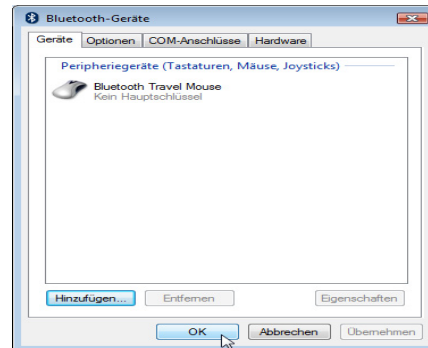 Bluetooth-Geräte
Geräte Optionen COM-Anschlüsse Hardware
Peripheriegeräte (Tastaturen, Mäuse, Joysticks)
Bluetooth Travel Mouse
Kein Hauptschlüssel
Hinzufügen... Entfernen Eigenschaften
OK Abbrechen Übernehmen